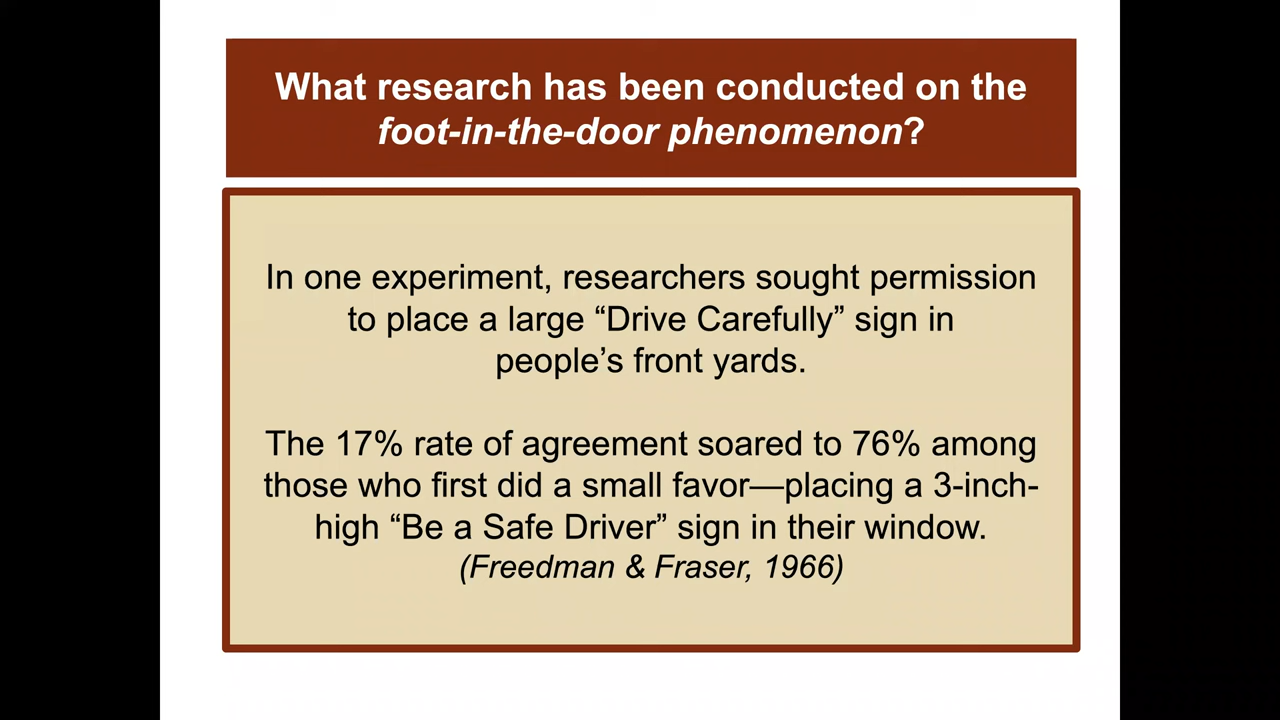 What research has been conducted on the
foot-in-the-door phenomenon?
In one experiment, researchers sought permission
to place a large “Drive Carefully” sign in
people’s front yards.
The 17% rate of agreement soared to 76% among
those who first did a small favor—placing a 3-inch-
high “Be a Safe Driver” sign in their window.
(Freedman & Fraser, 1966)